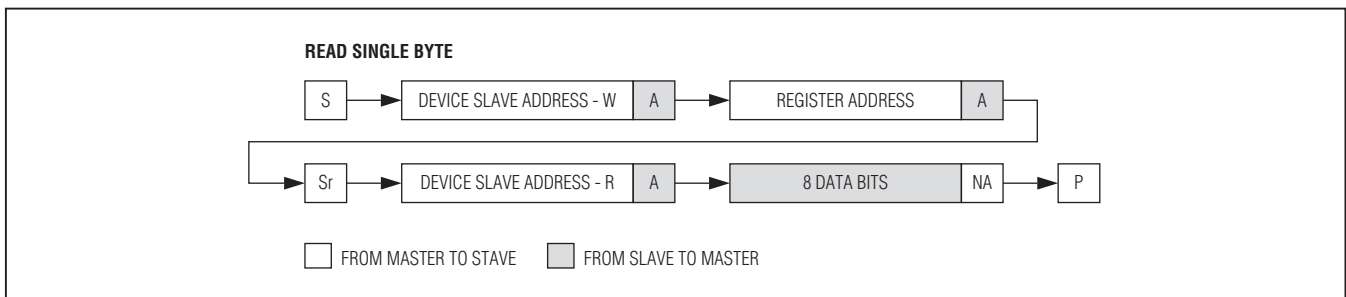 READ SINGLE BYTE
S DEVICE SLAVE ADDRESS - W A REGISTER ADDRESS A
Sr DEVICE SLAVE ADDRESS - R A 8 DATA BITS NA P
FROM MASTER TO STAVE FROM SLAVE TO MASTER